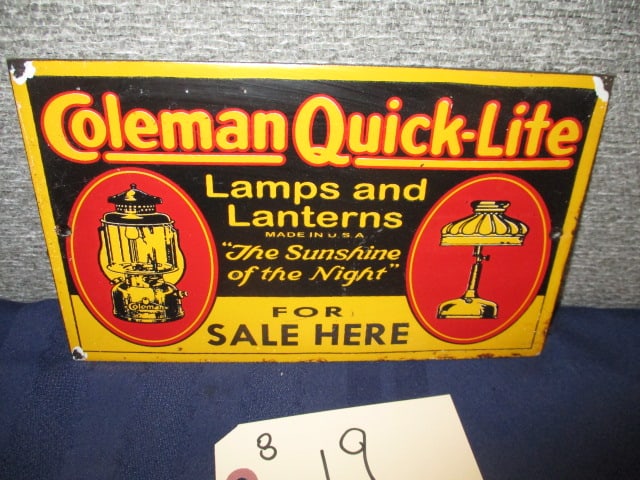 Coleman Quick-Lite
Lamps and
Lanterns
MADE IN U S A
"The Sunshine
of the Night"
Coleman
FOR
SALE HERE
8
19